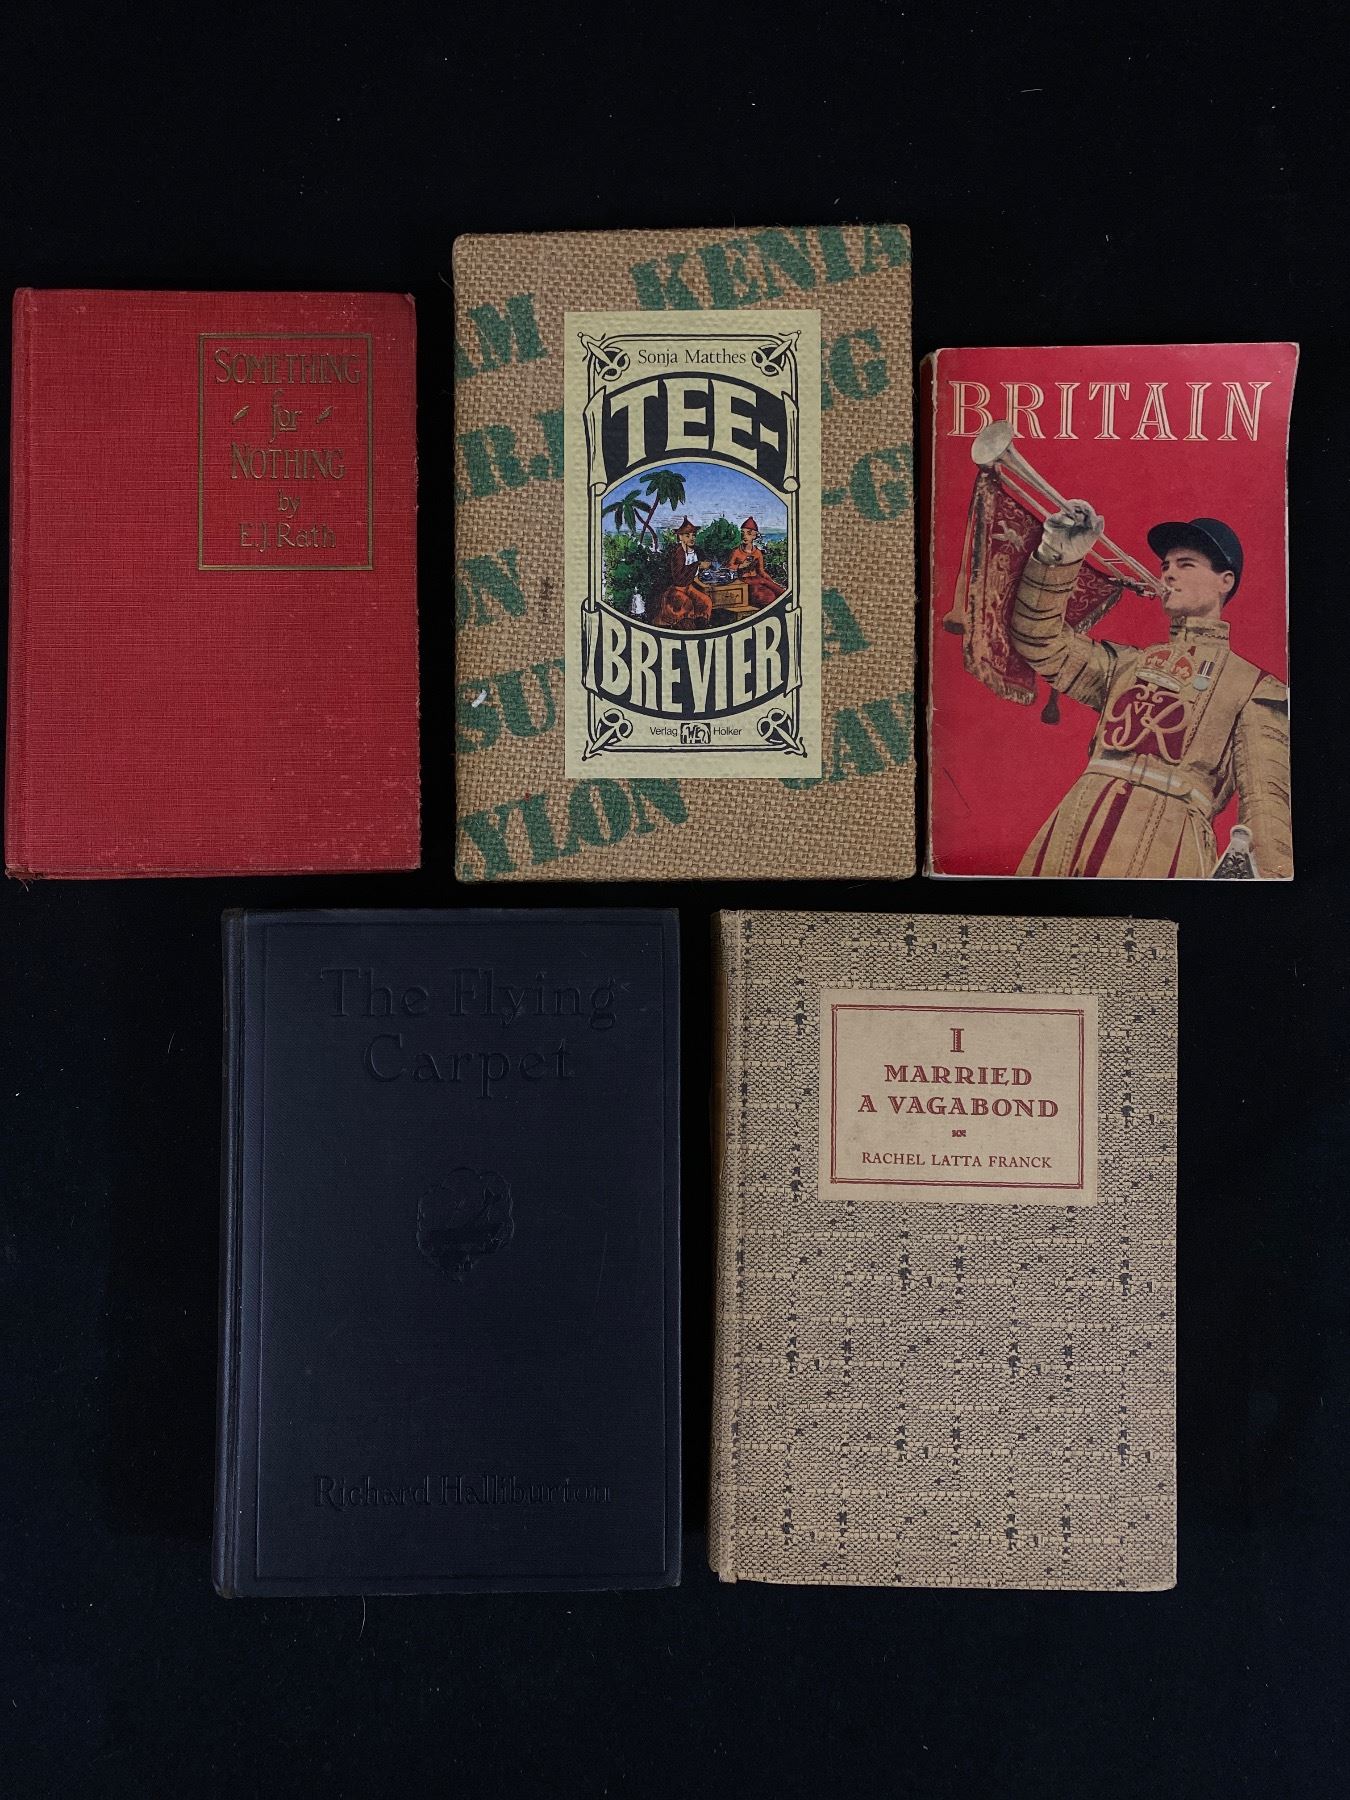 SOMETHING
for
NOTHING
by
E.J. Rath
KENIA
Sonja Matthes
TEE-
BREVIER
Verlag Hölker
BRITAIN
G VI R
The Flying
Carpet
Richard Halliburton
I
MARRIED
A VAGABOND
RACHEL LATTA FRANCK